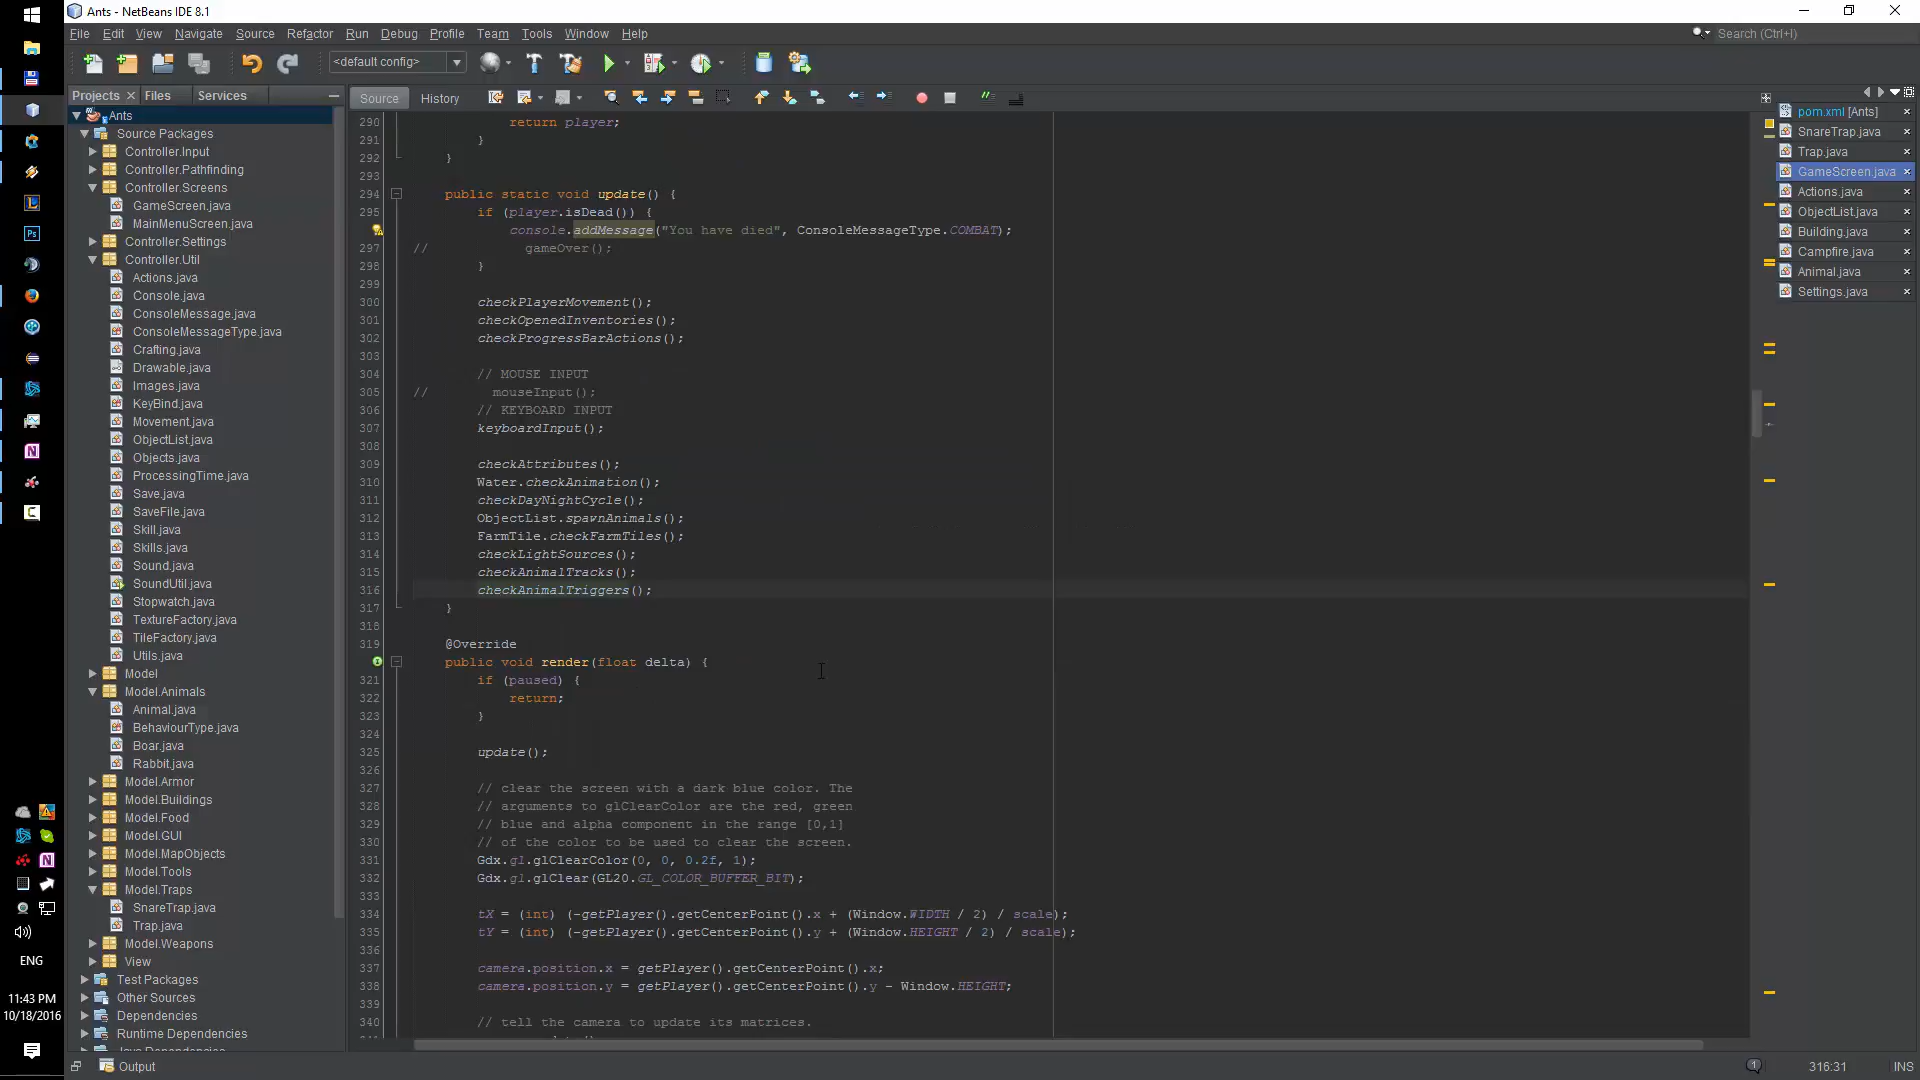 Ants - NetBeans IDE 8.1
File Edit View Navigate Source Refactor Run Debug Profile Team Tools Window Help
Search (Ctrl+I)
<default config>
Projects Files Services
Source History
Ants
Source Packages
Controller.Input
Controller.Pathfinding
Controller.Screens
GameScreen.java
MainMenuScreen.java
Controller.Settings
Controller.Util
Actions.java
Console.java
ConsoleMessage.java
ConsoleMessageType.java
Crafting.java
Drawable.java
Images.java
KeyBind.java
Movement.java
ObjectList.java
Objects.java
ProcessingTime.java
Save.java
SaveFile.java
Skill.java
Skills.java
Sound.java
SoundUtil.java
Stopwatch.java
TextureFactory.java
TileFactory.java
Utils.java
Model
Model.Animals
Animal.java
BehaviourType.java
Boar.java
Rabbit.java
Model.Armor
Model.Buildings
Model.Food
Model.GUI
Model.MapObjects
Model.Tools
Model.Traps
SnareTrap.java
Trap.java
Model.Weapons
View
Test Packages
Other Sources
Dependencies
Runtime Dependencies
Java Dependencies
290 return player;
291 }
292 }
293
294 public static void update() {
295 if (player.isDead()) {
console.addMessage("You have died", ConsoleMessageType.COMBAT);
297 // gameOver();
298 }
299
300 checkPlayerMovement();
301 checkOpenedInventories();
302 checkProgressBarActions();
303
304 // MOUSE INPUT
305 // mouseInput();
306 // KEYBOARD INPUT
307 keyboardInput();
308
309 checkAttributes();
310 Water.checkAnimation();
311 checkDayNightCycle();
312 ObjectList.spawnAnimals();
313 FarmTile.checkFarmTiles();
314 checkLightSources();
315 checkAnimalTracks();
316 checkAnimalTriggers();
317 }
318
319 @Override
public void render(float delta) {
321 if (paused) {
322 return;
323 }
324
325 update();
326
327 // clear the screen with a dark blue color. The
328 // arguments to glClearColor are the red, green
329 // blue and alpha component in the range [0,1]
330 // of the color to be used to clear the screen.
331 Gdx.gl.glClearColor(0, 0, 0.2f, 1);
332 Gdx.gl.glClear(GL20.GL_COLOR_BUFFER_BIT);
333
334 tX = (int) (-getPlayer().getCenterPoint().x + (Window.WIDTH / 2) / scale);
335 tY = (int) (-getPlayer().getCenterPoint().y + (Window.HEIGHT / 2) / scale);
336
337 camera.position.x = getPlayer().getCenterPoint().x;
338 camera.position.y = getPlayer().getCenterPoint().y - Window.HEIGHT;
339
340 // tell the camera to update its matrices.
pom.xml [Ants]
SnareTrap.java
Trap.java
GameScreen.java
Actions.java
ObjectList.java
Building.java
Campfire.java
Animal.java
Settings.java
ENG
11:43 PM
10/18/2016
Output
316:31 INS